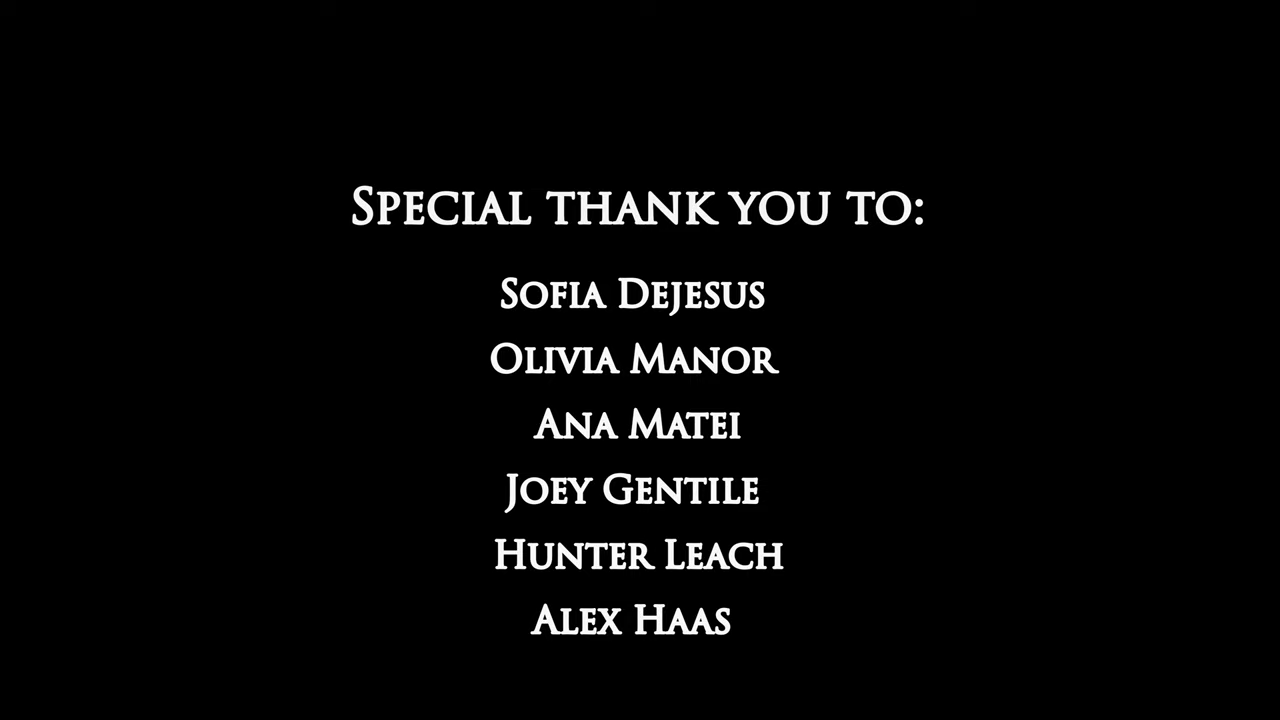 Special thank you to:
Sofia Dejesus
Olivia Manor
Ana Matei
Joey Gentile
Hunter Leach
Alex Haas